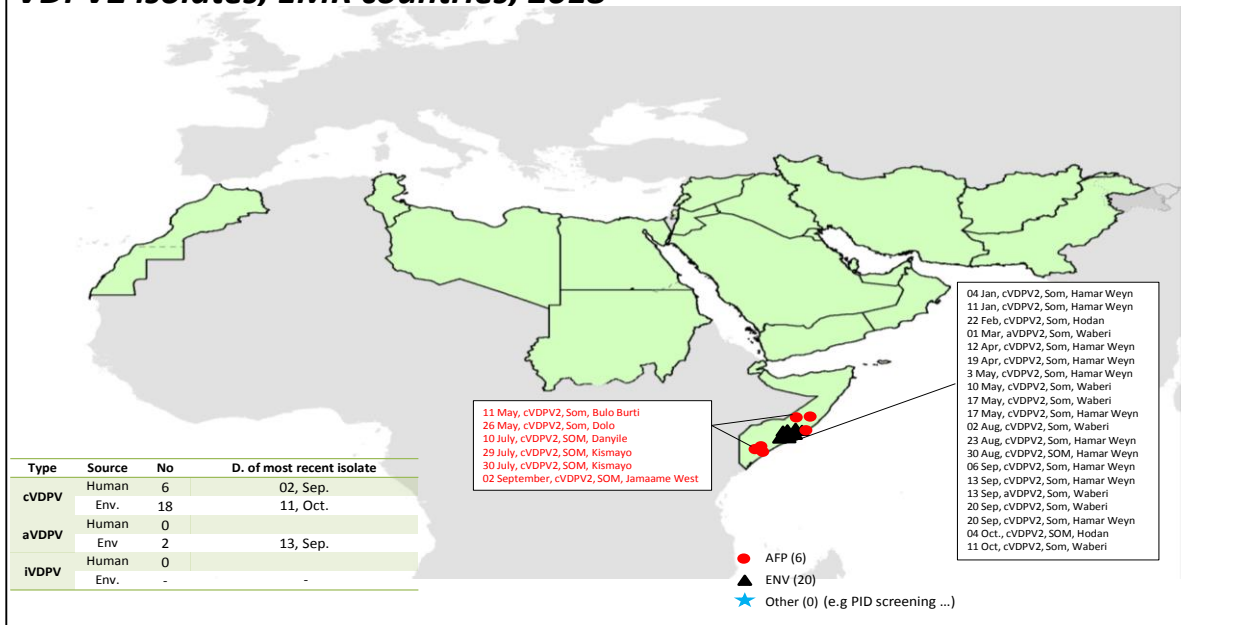 VDPV2 isolates, EMR countries, 2018
04 Jan, cVDPV2, Som, Hamar Weyn
11 Jan, cVDPV2, Som, Hamar Weyn
22 Feb, cVDPV2, Som, Hodan
01 Mar, aVDPV2, Som, Waberi
12 Apr, cVDPV2, Som, Hamar Weyn
19 Apr, cVDPV2, Som, Hamar Weyn
3 May, cVDPV2, Som, Hamar Weyn
10 May, cVDPV2, Som, Waberi
17 May, cVDPV2, Som, Waberi
17 May, cVDPV2, Som, Hamar Weyn
02 Aug, cVDPV2, Som, Waberi
23 Aug, cVDPV2, Som, Hamar Weyn
30 Aug, cVDPV2, SOM, Hamar Weyn
06 Sep, cVDPV2, Som, Hamar Weyn
13 Sep, cVDPV2, Som, Hamar Weyn
13 Sep, aVDPV2, Som, Waberi
20 Sep, cVDPV2, Som, Waberi
20 Sep, cVDPV2, Som, Hamar Weyn
04 Oct., cVDPV2, SOM, Hodan
11 Oct, cVDPV2, Som, Waberi
11 May, cVDPV2, Som, Bulo Burti
26 May, cVDPV2, Som, Dolo
10 July, cVDPV2, SOM, Danyile
29 July, cVDPV2, SOM, Kismayo
30 July, cVDPV2, SOM, Kismayo
02 September, cVDPV2, SOM, Jamaame West
Type Source No D. of most recent isolate
cVDPV Human 6 02, Sep.
Env. 18 11, Oct.
aVDPV Human 0
Env 2 13, Sep.
iVDPV Human 0
Env. - -
AFP (6)
ENV (20)
Other (0) (e.g PID screening ...)